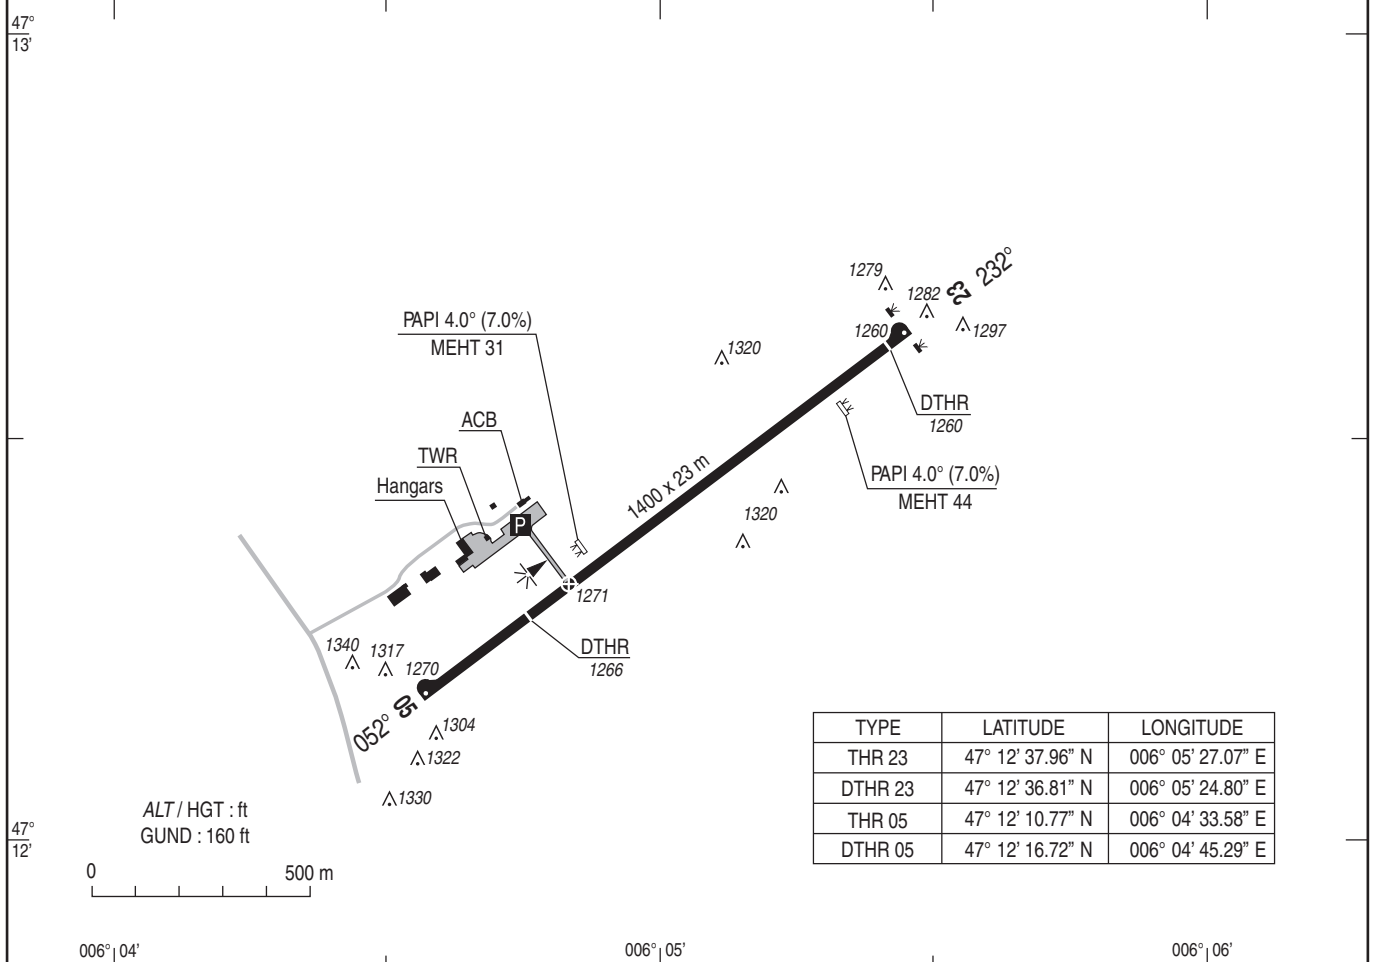 47°
13’
232°
23
1279
1282
1297
1260
PAPI 4.0° (7.0%)
MEHT 31
1320
DTHR
1260
ACB
TWR
Hangars
1400 x 23 m
PAPI 4.0° (7.0%)
MEHT 44
1320
P
1271
DTHR
1266
1340
1317
1270
05
052°
1304
1322
1330
TYPE LATITUDE LONGITUDE
THR 23 47° 12’ 37.96” N 006° 05’ 27.07” E
DTHR 23 47° 12’ 36.81” N 006° 05’ 24.80” E
THR 05 47° 12’ 10.77” N 006° 04’ 33.58” E
DTHR 05 47° 12’ 16.72” N 006° 04’ 45.29” E
ALT / HGT : ft
GUND : 160 ft
47°
12’
0 500 m
006° 04’ 006° 05’ 006° 06’